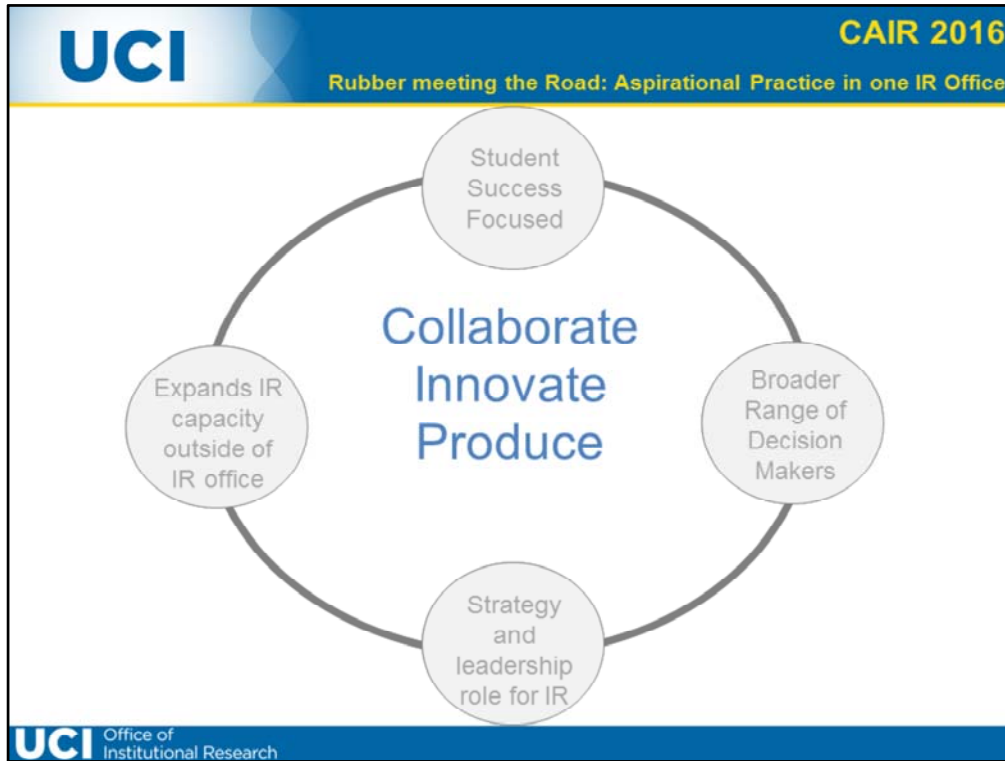 UCI
CAIR 2016
Rubber meeting the Road: Aspirational Practice in one IR Office
Student
Success
Focused
Collaborate
Innovate
Produce
Expands IR
capacity
outside of
IR office
Broader
Range of
Decision
Makers
Strategy
and
leadership
role for IR
UCI
Office of
Institutional Research